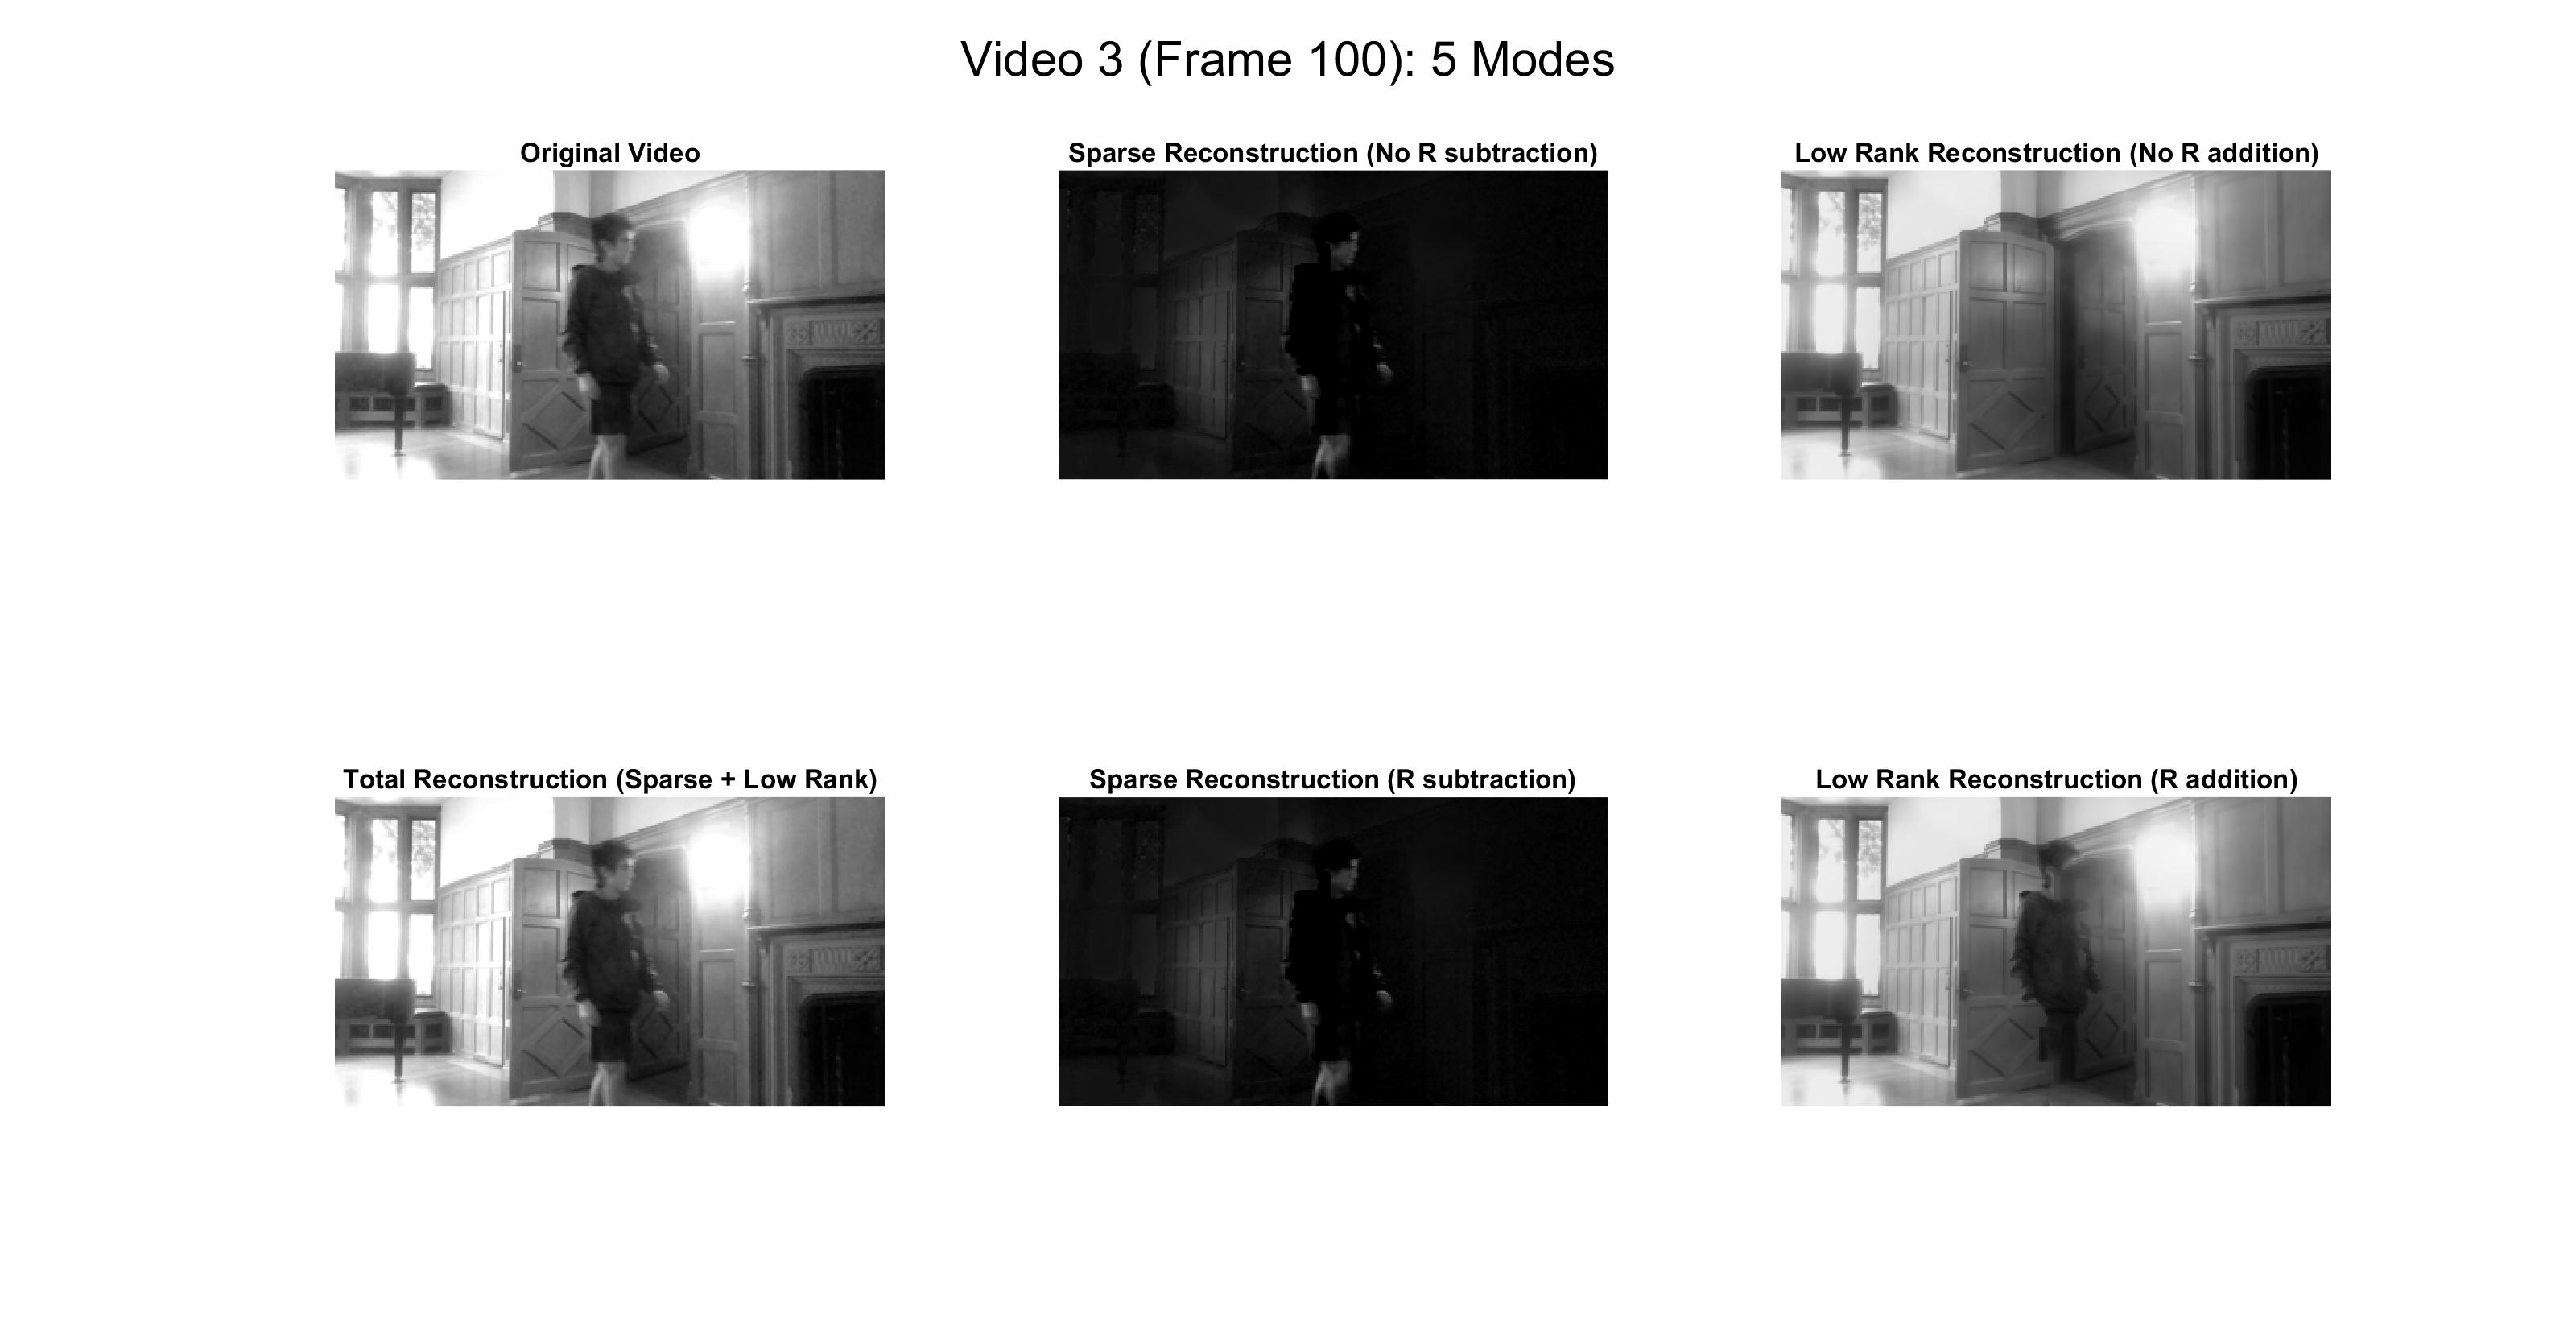 Video 3 (Frame 100): 5 Modes
Original Video
Sparse Reconstruction (No R subtraction)
Low Rank Reconstruction (No R addition)
Total Reconstruction (Sparse + Low Rank)
Sparse Reconstruction (R subtraction)
Low Rank Reconstruction (R addition)